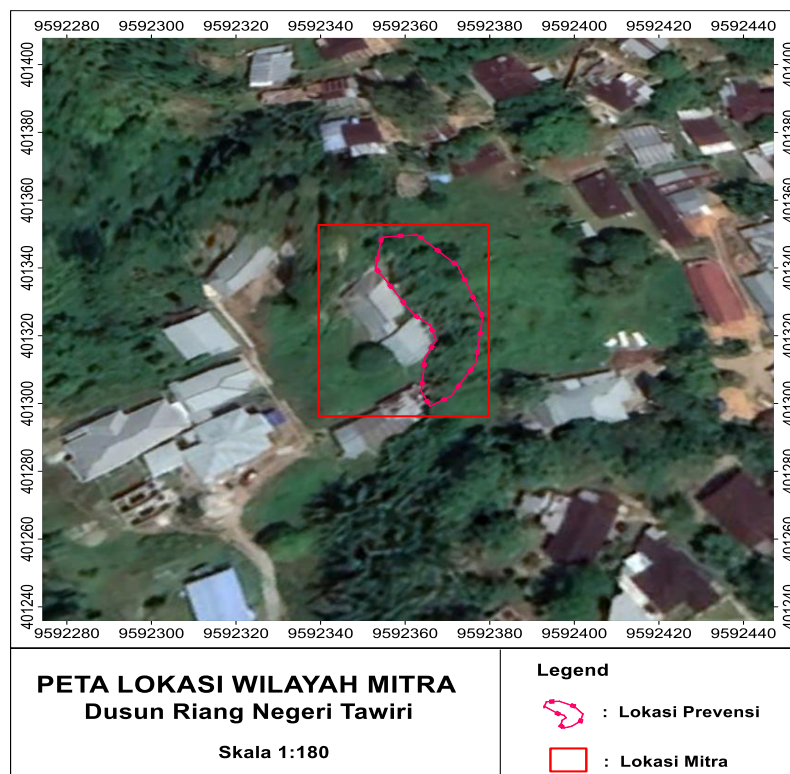 9592280 9592300 9592320 9592340 9592360 9592380 9592400 9592420 9592440
401400 401400
401380 401380
401360 401360
401340 401340
401320 401320
401300 401300
401280 401280
401260 401260
401240 401240
9592280 9592300 9592320 9592340 9592360 9592380 9592400 9592420 9592440
PETA LOKASI WILAYAH MITRA
Dusun Riang Negeri Tawiri
Skala 1:180
Legend
: Lokasi Prevensi
: Lokasi Mitra